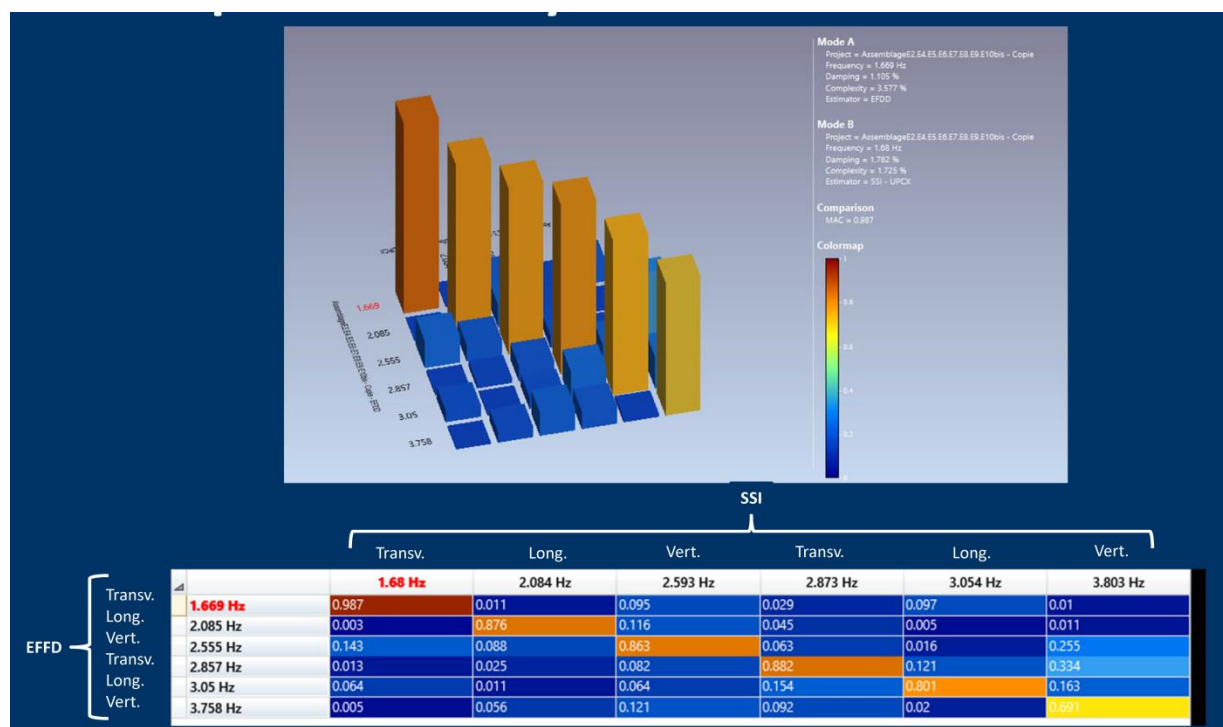 Mode A
Project = AssemblageE2.E4.E5.E6.E7.E8.E9.E10bis - Copie
Frequency = 1.669 Hz
Damping = 1.105 %
Complexity = 3.577 %
Estimator = EFDD
Mode B
Project = AssemblageE2.E4.E5.E6.E7.E8.E9.E10bis - Copie
Frequency = 1.68 Hz
Damping = 1.782 %
Complexity = 1.725 %
Estimator = SSI - UPCX
Comparison
MAC = 0.987
Colormap
1
0.8
0.6
0.4
0.2
0
1.669
2.085
2.555
2.857
3.05
3.758
AssemblageE2.E4.E5.E6.E7.E8.E9.E10bis - Copie - EFDD
SSI
Transv. Long. Vert. Transv. Long. Vert.
1.68 Hz 2.084 Hz 2.593 Hz 2.873 Hz 3.054 Hz 3.803 Hz
EFFD
Transv.
Long.
Vert.
Transv.
Long.
Vert.
1.669 Hz 0.987 0.011 0.095 0.029 0.097 0.01
2.085 Hz 0.003 0.876 0.116 0.045 0.005 0.011
2.555 Hz 0.143 0.088 0.863 0.063 0.016 0.255
2.857 Hz 0.013 0.025 0.082 0.882 0.121 0.334
3.05 Hz 0.064 0.011 0.064 0.154 0.801 0.163
3.758 Hz 0.005 0.056 0.121 0.092 0.02 0.691